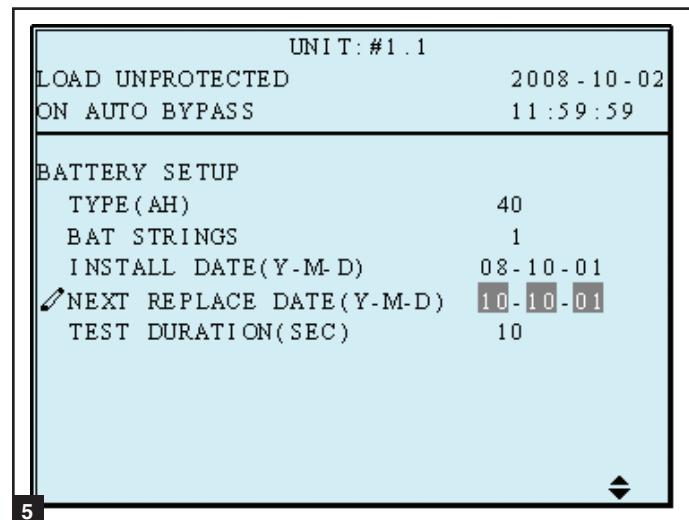 UNIT:#1.1
LOAD UNPROTECTED 2008-10-02
ON AUTO BYPASS 11:59:59
BATTERY SETUP
TYPE(AH) 40
BAT STRINGS 1
INSTALL DATE(Y-M-D) 08-10-01
NEXT REPLACE DATE(Y-M-D) 10-10-01
TEST DURATION(SEC) 10
5